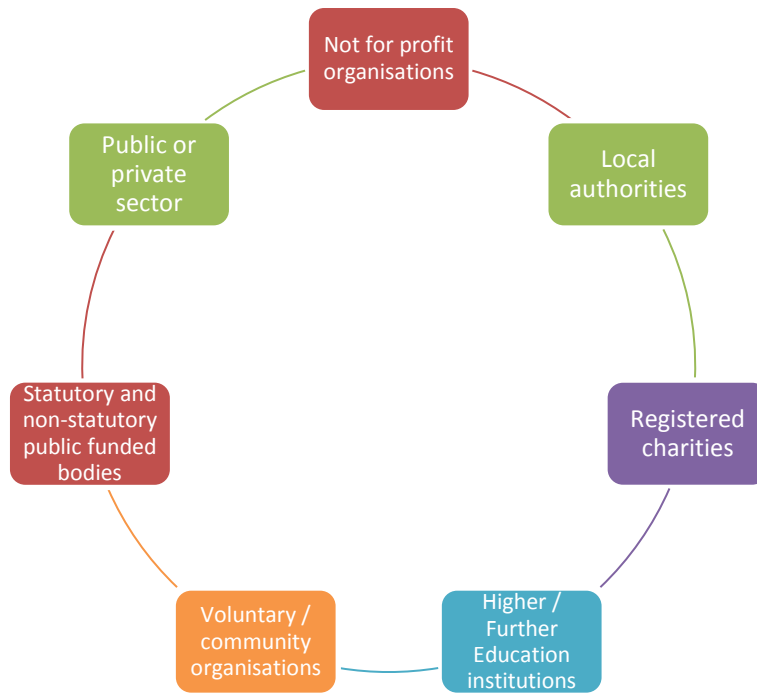 Not for profit
organisations
Local
authorities
Registered
charities
Higher /
Further
Education
institutions
Voluntary /
community
organisations
Statutory and
non-statutory
public funded
bodies
Public or
private
sector